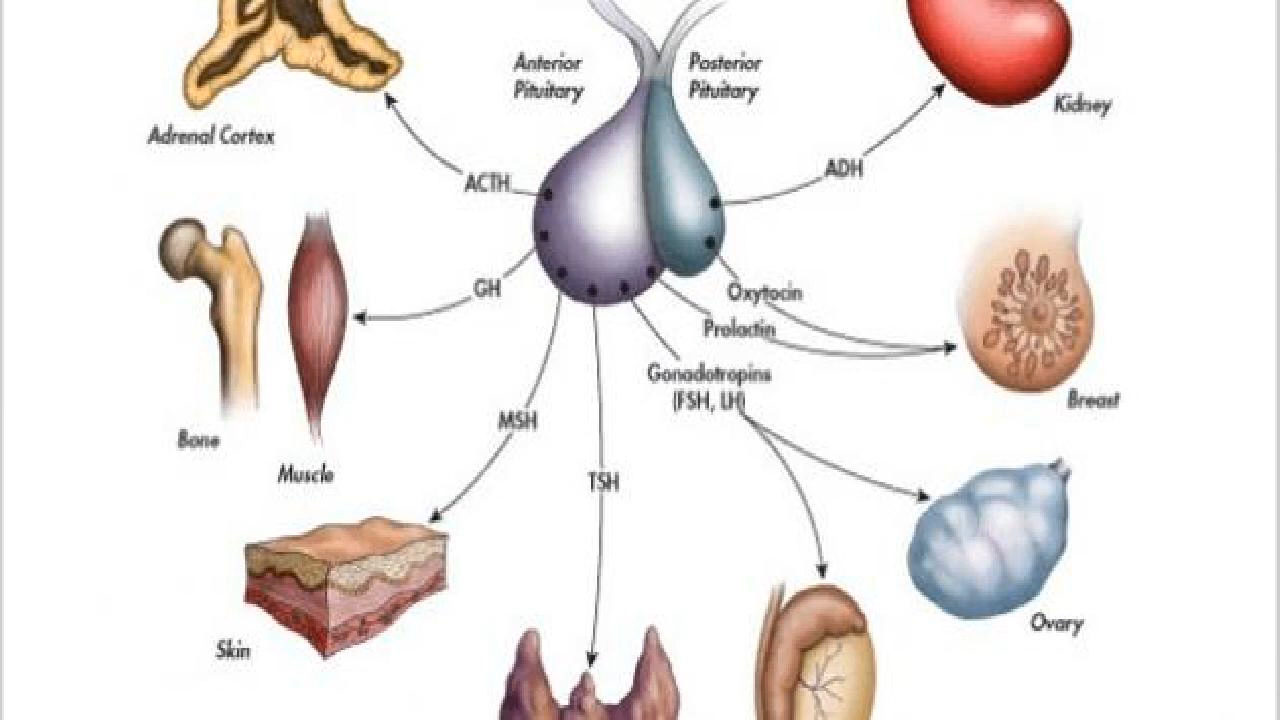 Anterior
Pituitary
Posterior
Pituitary
Kidney
Adrenal Cortex
ACTH
ADH
GH
Oxytocin
Prolactin
Gonadotropins
(FSH, LH)
Breast
MSH
Bone
Muscle
TSH
Ovary
Skin